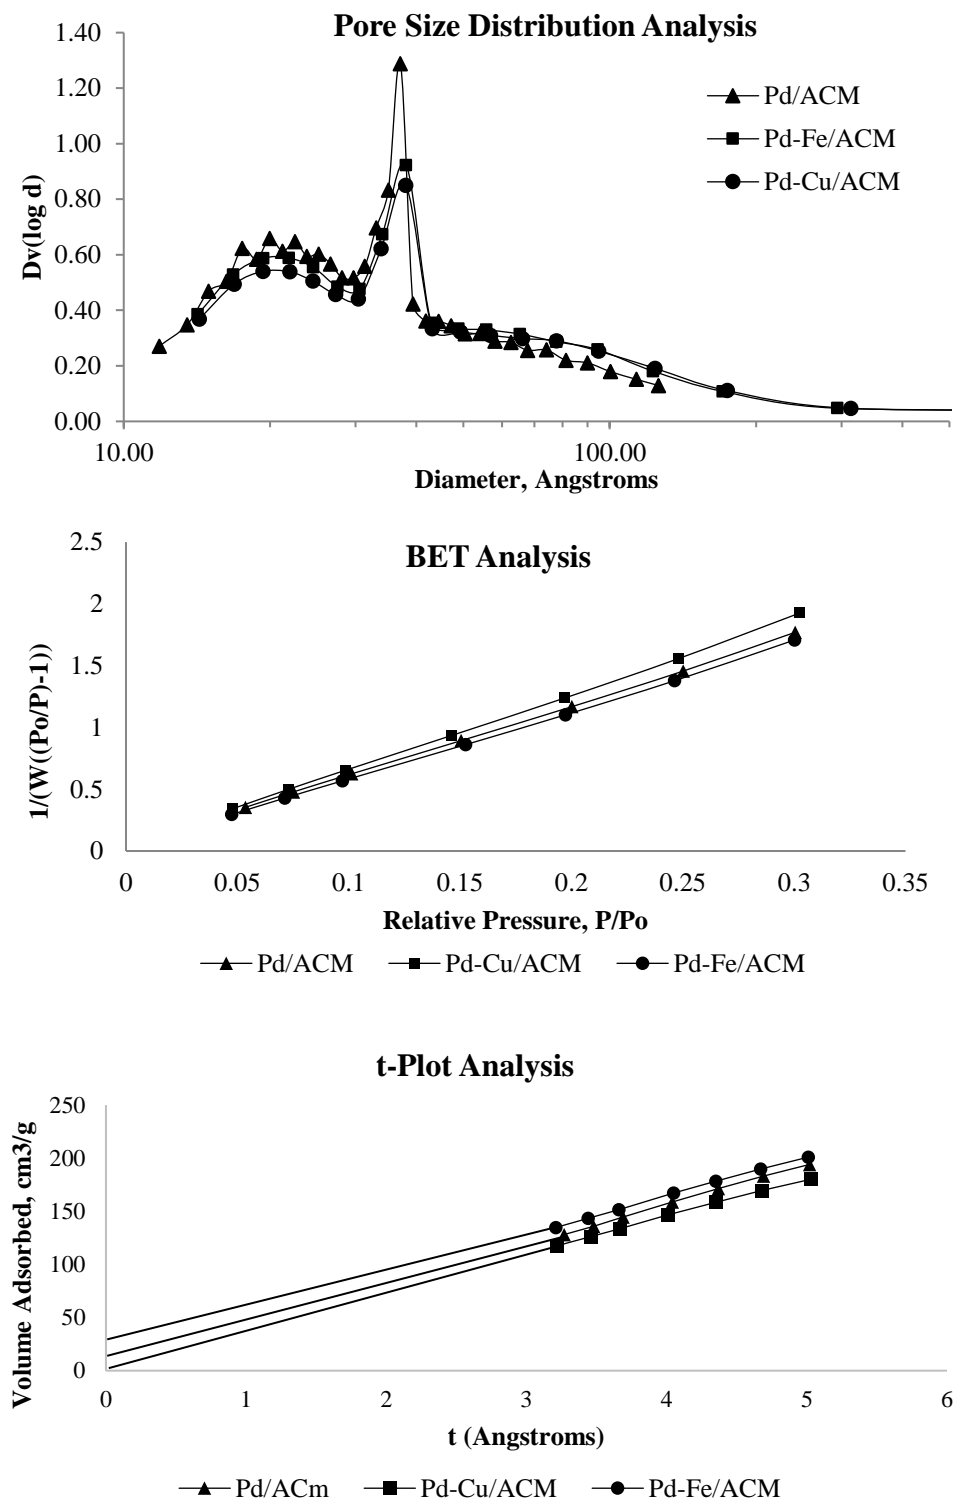 Pore Size Distribution Analysis
1.40
1.20
1.00
0.80
0.60
0.40
0.20
0.00
Dv(log d)
Pd/ACM
Pd-Fe/ACM
Pd-Cu/ACM
10.00 100.00
Diameter, Angstroms
BET Analysis
2.5
2
1.5
1
0.5
0
1/(W((Po/P)-1))
0 0.05 0.1 0.15 0.2 0.25 0.3 0.35
Relative Pressure, P/Po
Pd/ACM Pd-Cu/ACM Pd-Fe/ACM
t-Plot Analysis
250
200
150
100
50
0
Volume Adsorbed, cm3/g
0 1 2 3 4 5 6
t (Angstroms)
Pd/ACm Pd-Cu/ACM Pd-Fe/ACM